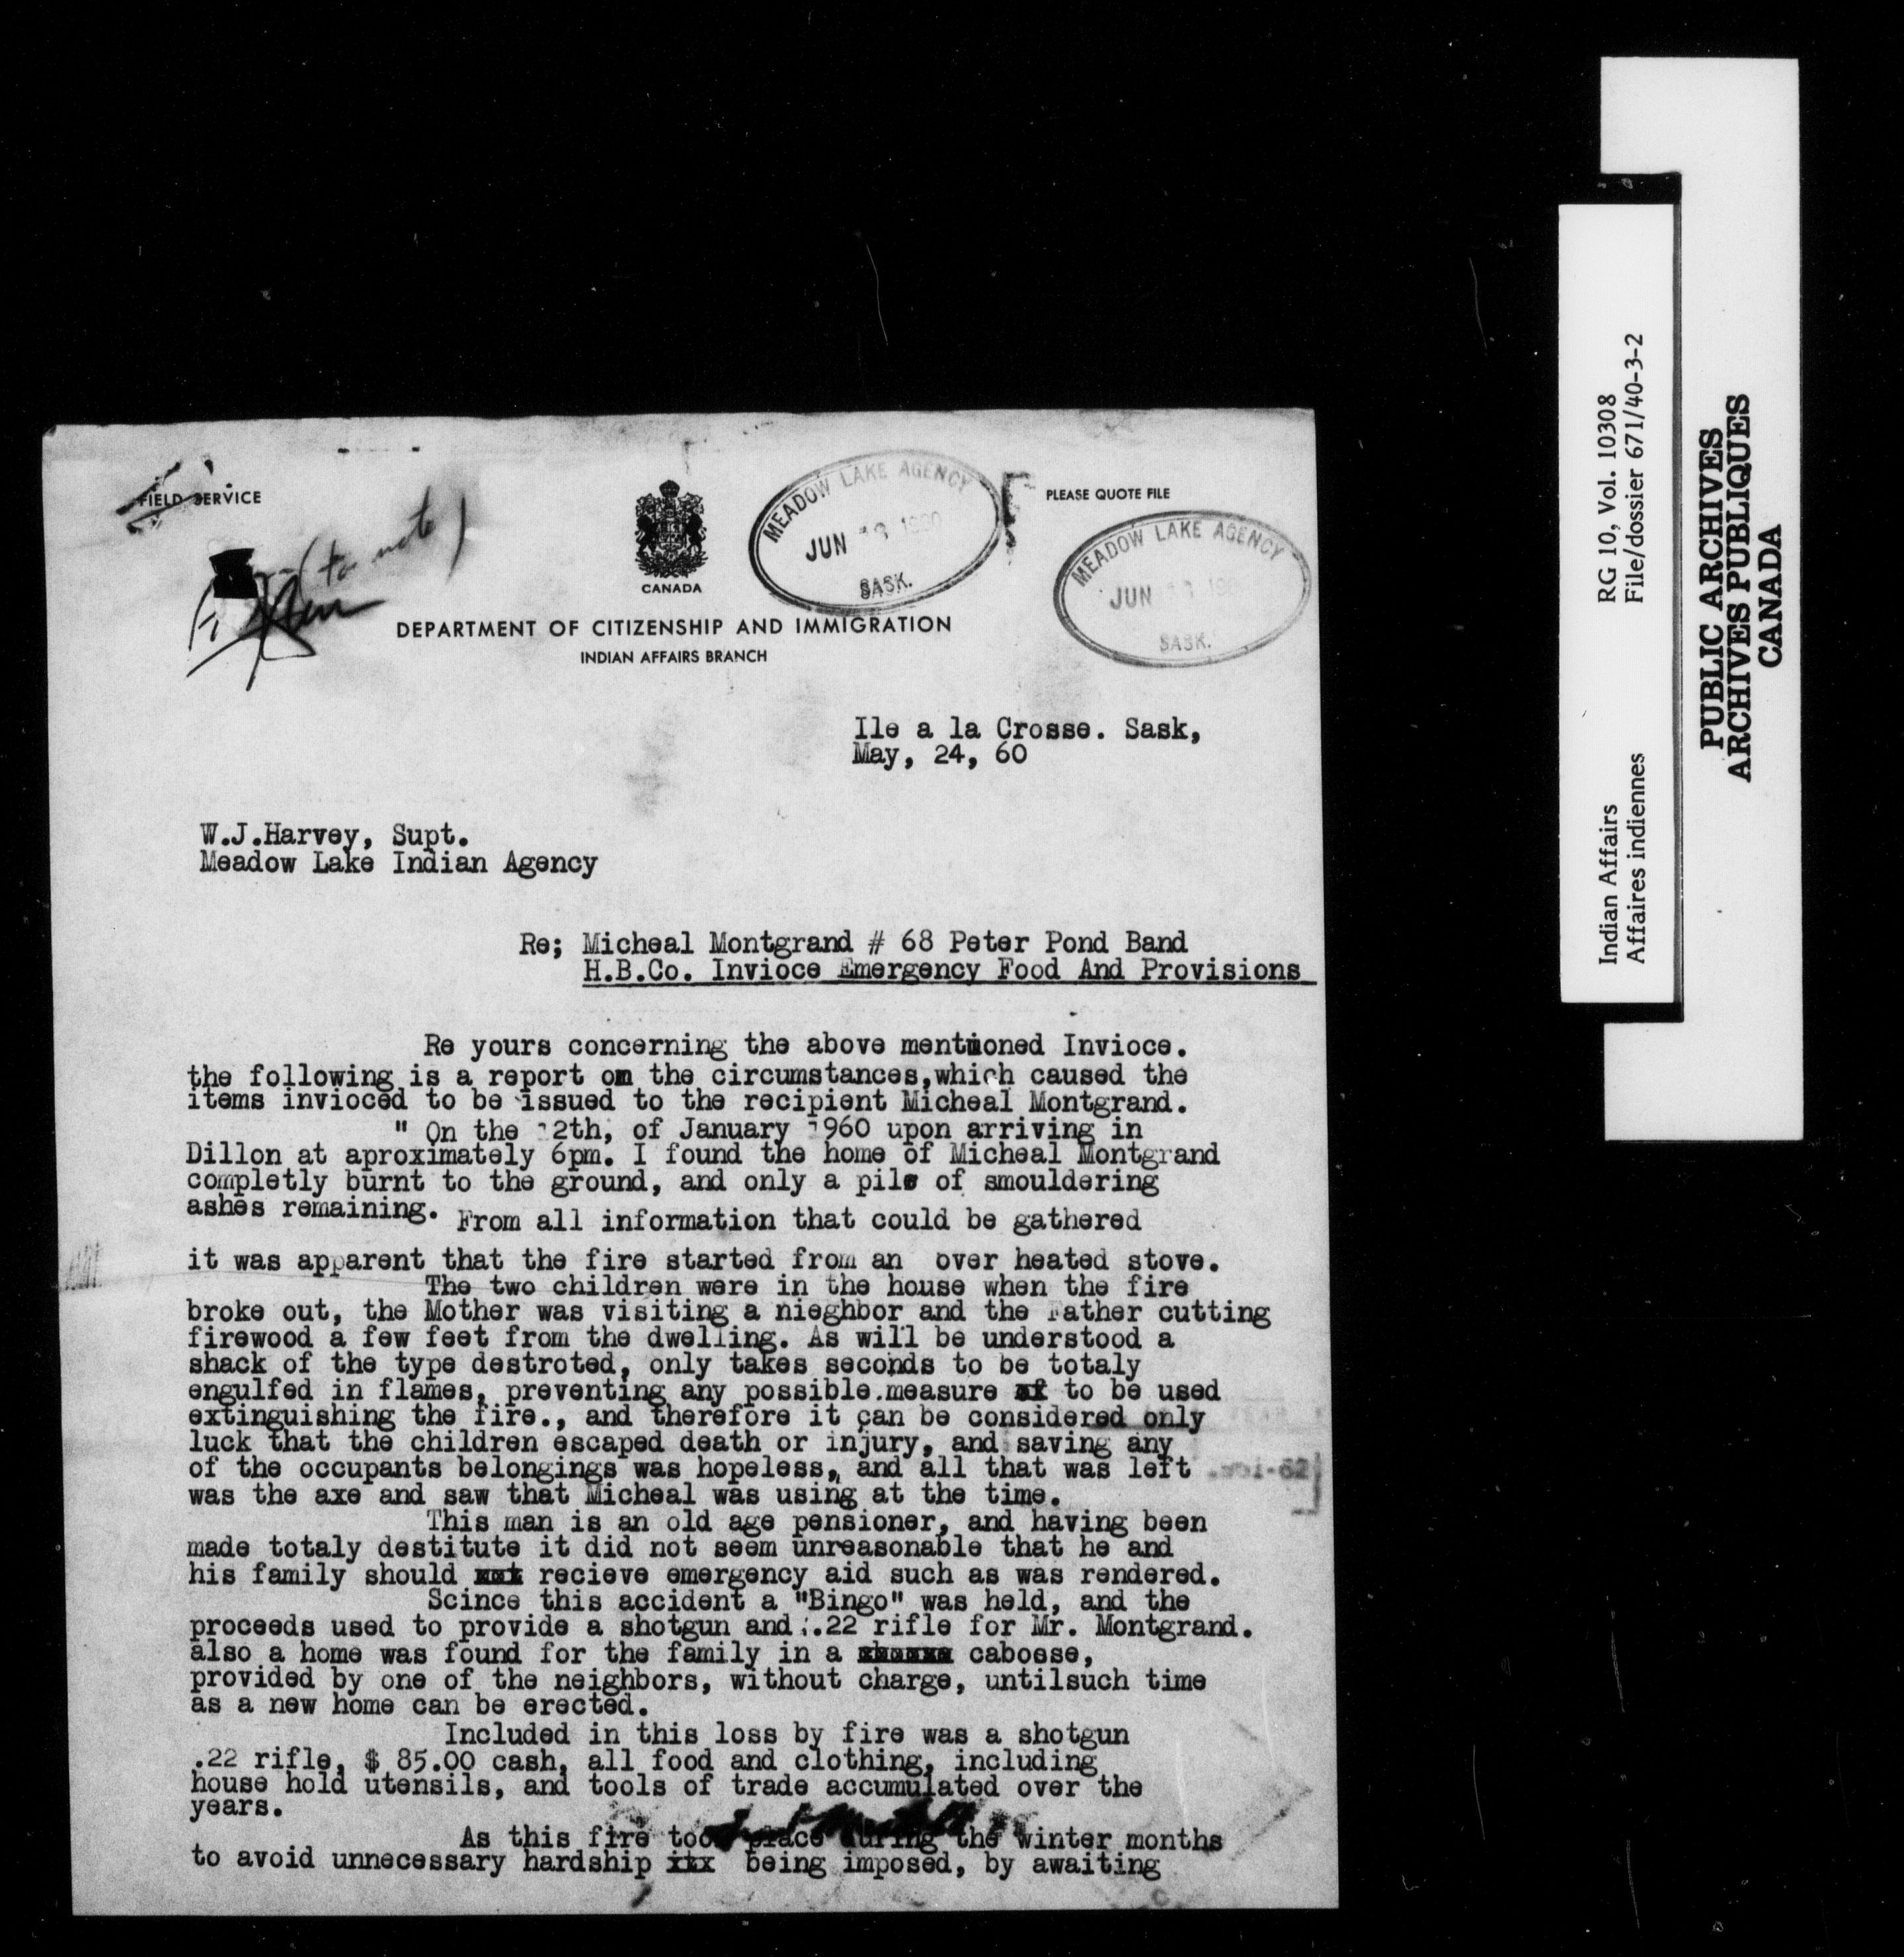 FIELD SERVICE
(to note)
CANADA
MEADOW LAKE AGENCY
JUN 1960
SASK.
PLEASE QUOTE FILE
MEADOW LAKE AGENCY
JUN
SASK.
DEPARTMENT OF CITIZENSHIP AND IMMIGRATION
INDIAN AFFAIRS BRANCH
Ile a la Crosse. Sask,
May, 24, 60
W.J.Harvey, Supt.
Meadow Lake Indian Agency
Re; Micheal Montgrand # 68 Peter Pond Band
H.B.Co. Invioce Emergency Food And Provisions
Re yours concerning the above mentioned Invioce.
the following is a report on the circumstances,which caused the
items invioced to be issued to the recipient Micheal Montgrand.
" On the 12th, of January 1960 upon arriving in
Dillon at aproximately 6pm. I found the home of Micheal Montgrand
completly burnt to the ground, and only a pile of smouldering
ashes remaining. From all information that could be gathered
it was apparent that the fire started from an over heated stove.
The two children were in the house when the fire
broke out, the Mother was visiting a nieghbor and the Father cutting
firewood a few feet from the dwelling. As will be understood a
shack of the type destroted, only takes seconds to be totaly
engulfed in flames, preventing any possible.measure to be used
extinguishing the fire., and therefore it can be considered only
luck that the children escaped death or injury, and saving any
of the occupants belongings was hopeless, and all that was left
was the axe and saw that Micheal was using at the time.
This man is an old age pensioner, and having been
made totaly destitute it did not seem unreasonable that he and
his family should recieve emergency aid such as was rendered.
Scince this accident a "Bingo" was held, and the
proceeds used to provide a shotgun and .22 rifle for Mr. Montgrand.
also a home was found for the family in a caboese,
provided by one of the neighbors, without charge, untilsuch time
as a new home can be erected.
Included in this loss by fire was a shotgun
.22 rifle, $ 85.00 cash, all food and clothing, including
house hold utensils, and tools of trade accumulated over the
years.
As this fire took place during the winter months
to avoid unnecessary hardship being imposed, by awaiting
Indian Affairs RG 10, Vol. 10308
Affaires indiennes File/dossier 671/40-3-2
PUBLIC ARCHIVES
ARCHIVES PUBLIQUES
CANADA